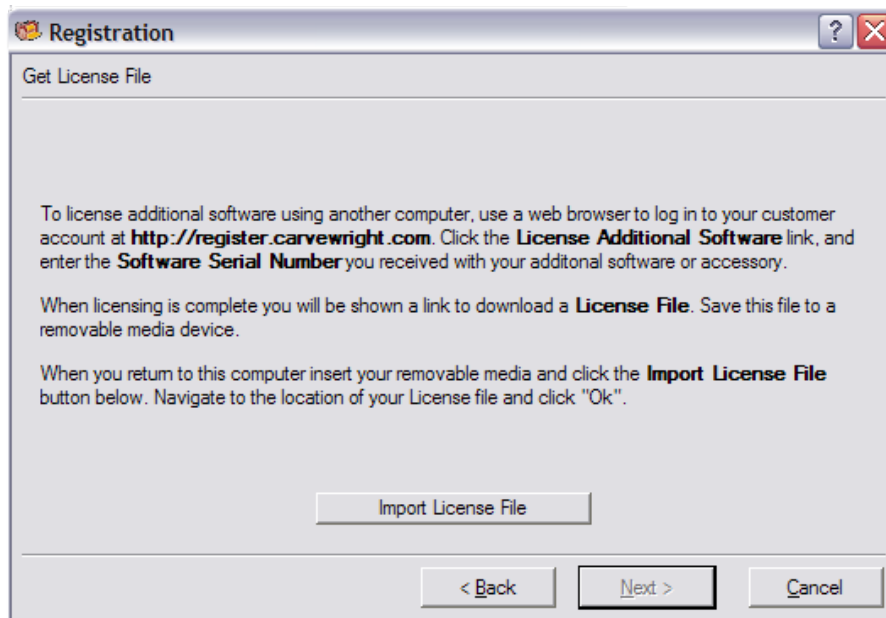 Registration
?
Get License File
To license additional software using another computer, use a web browser to log in to your customer
account at http://register.carvewright.com. Click the License Additional Software link, and
enter the Software Serial Number you received with your additonal software or accessory.
When licensing is complete you will be shown a link to download a License File. Save this file to a
removable media device.
When you return to this computer insert your removable media and click the Import License File
button below. Navigate to the location of your License file and click "Ok".
Import License File
< Back
Next >
Cancel